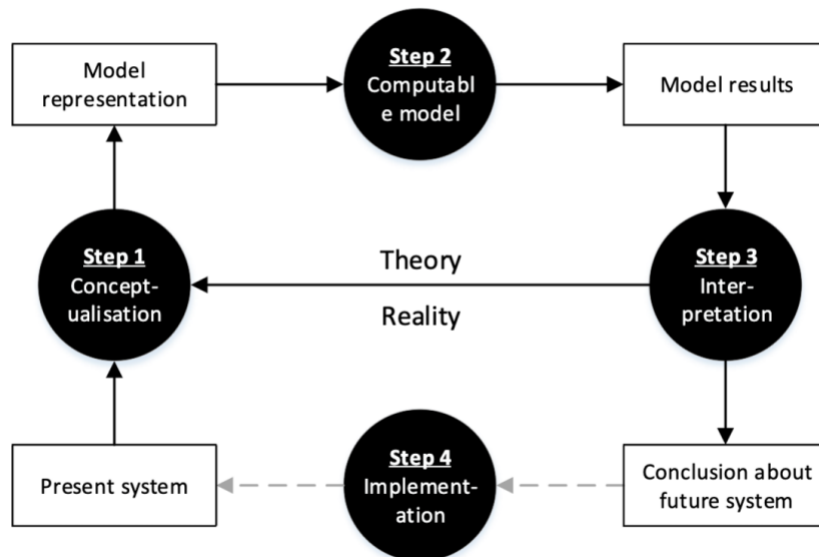 Model
representation
Step 2
Computabl
e model
Model results
Step 1
Concept-
ualisation
Theory
Reality
Step 3
Inter-
pretation
Present system
Step 4
Implement-
ation
Conclusion about
future system